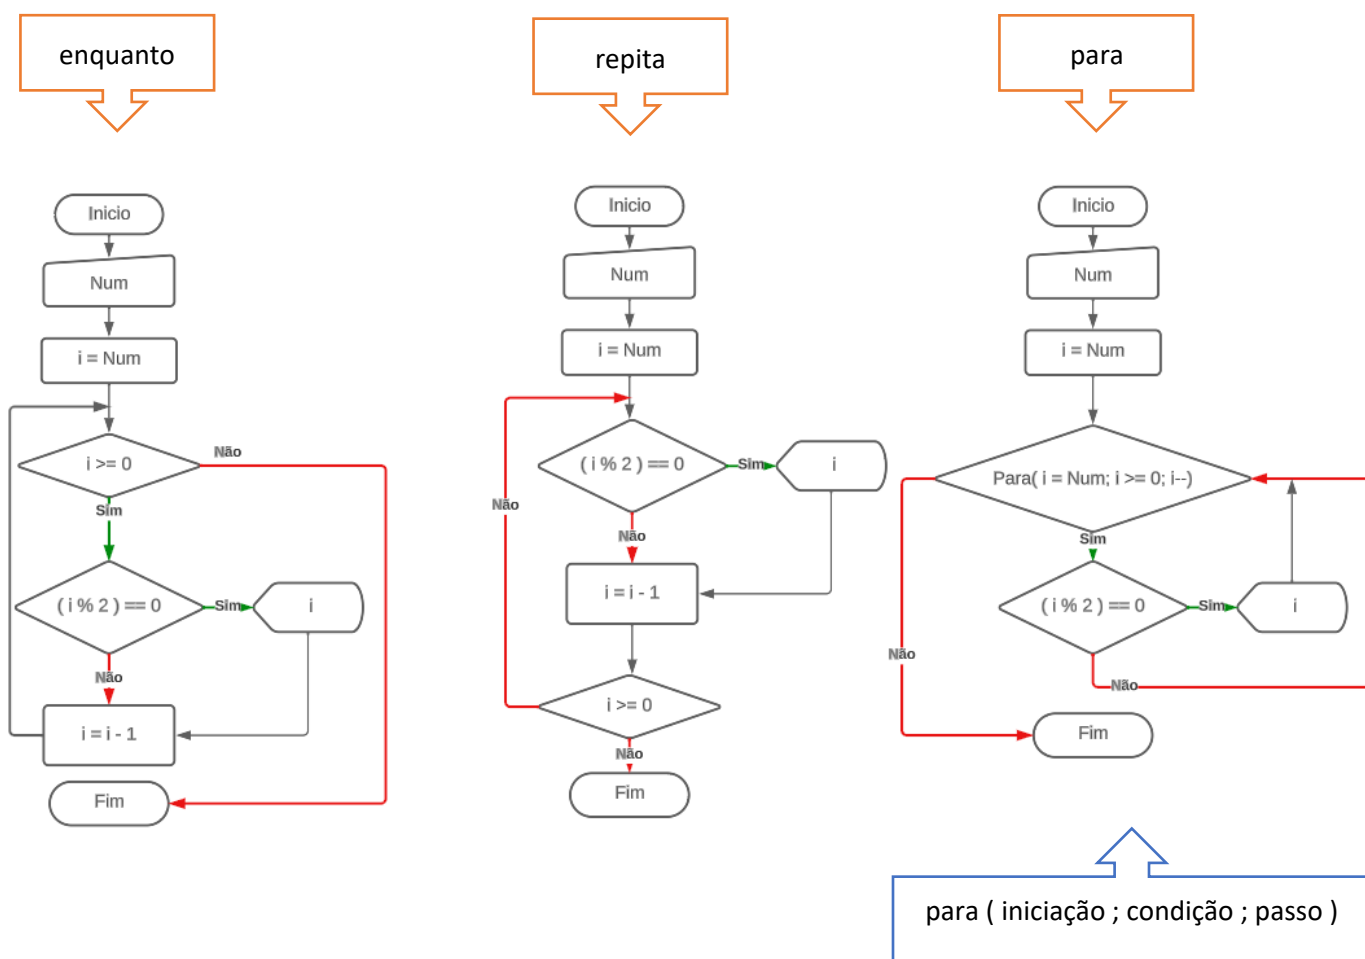 enquanto
Inicio
Num
i = Num
i >= 0
Não
Sim
( i % 2 ) == 0
Sim
i
Não
i = i - 1
Fim
repita
Inicio
Num
i = Num
( i % 2 ) == 0
Sim
i
Não
Não
i = i - 1
i >= 0
Não
Fim
para
Inicio
Num
i = Num
Para( i = Num; i >= 0; i--)
Sim
( i % 2 ) == 0
Sim
i
Não
Não
Fim
para ( iniciação ; condição ; passo )